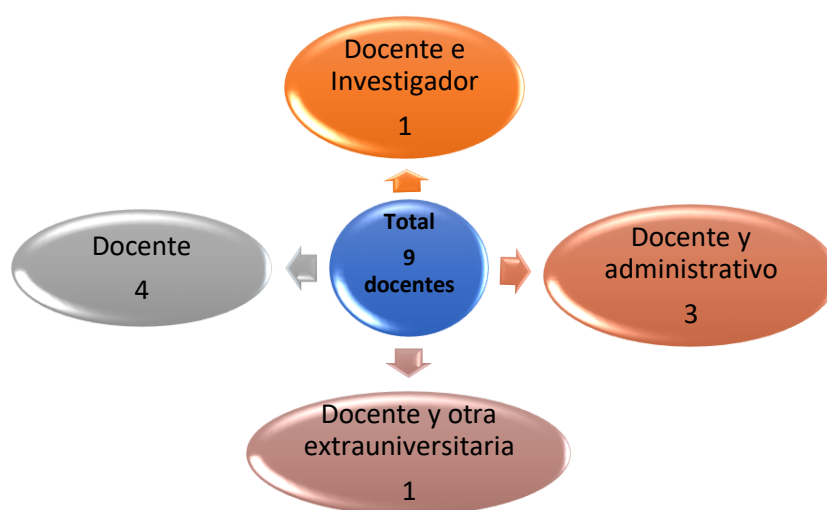 Docente e
Investigador
1
Docente
4
Total
9
docentes
Docente y
administrativo
3
Docente y otra
extrauniversitaria
1